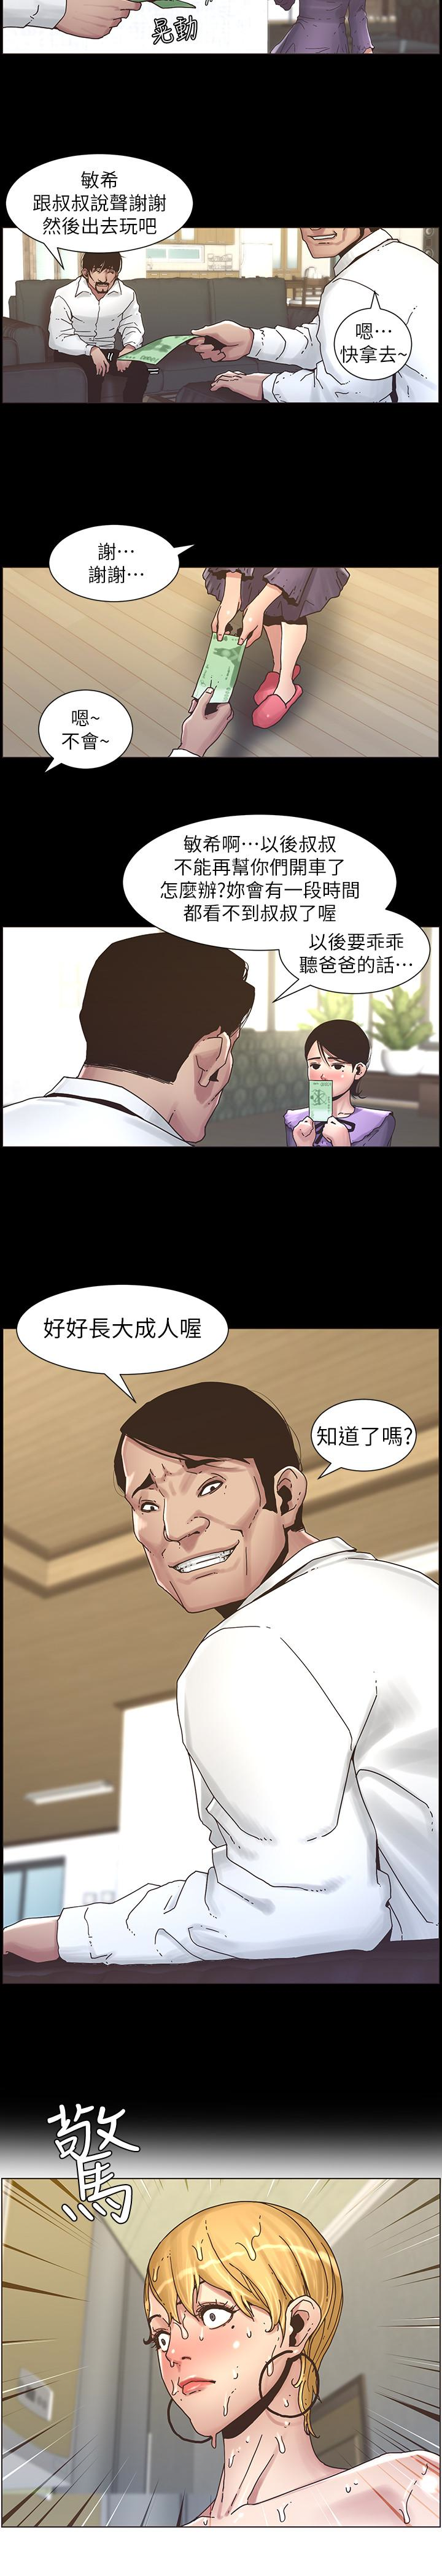 晃動
敏希
跟叔叔說聲謝謝
然後出去玩吧
嗯⋯
快拿去~
謝⋯
謝謝⋯
嗯~
不會~
敏希啊⋯以後叔叔
不能再幫你們開車了
怎麼辦?妳會有一段時間
都看不到叔叔了喔
以後要乖乖
聽爸爸的話⋯
好好長大成人喔
知道了嗎?
驚